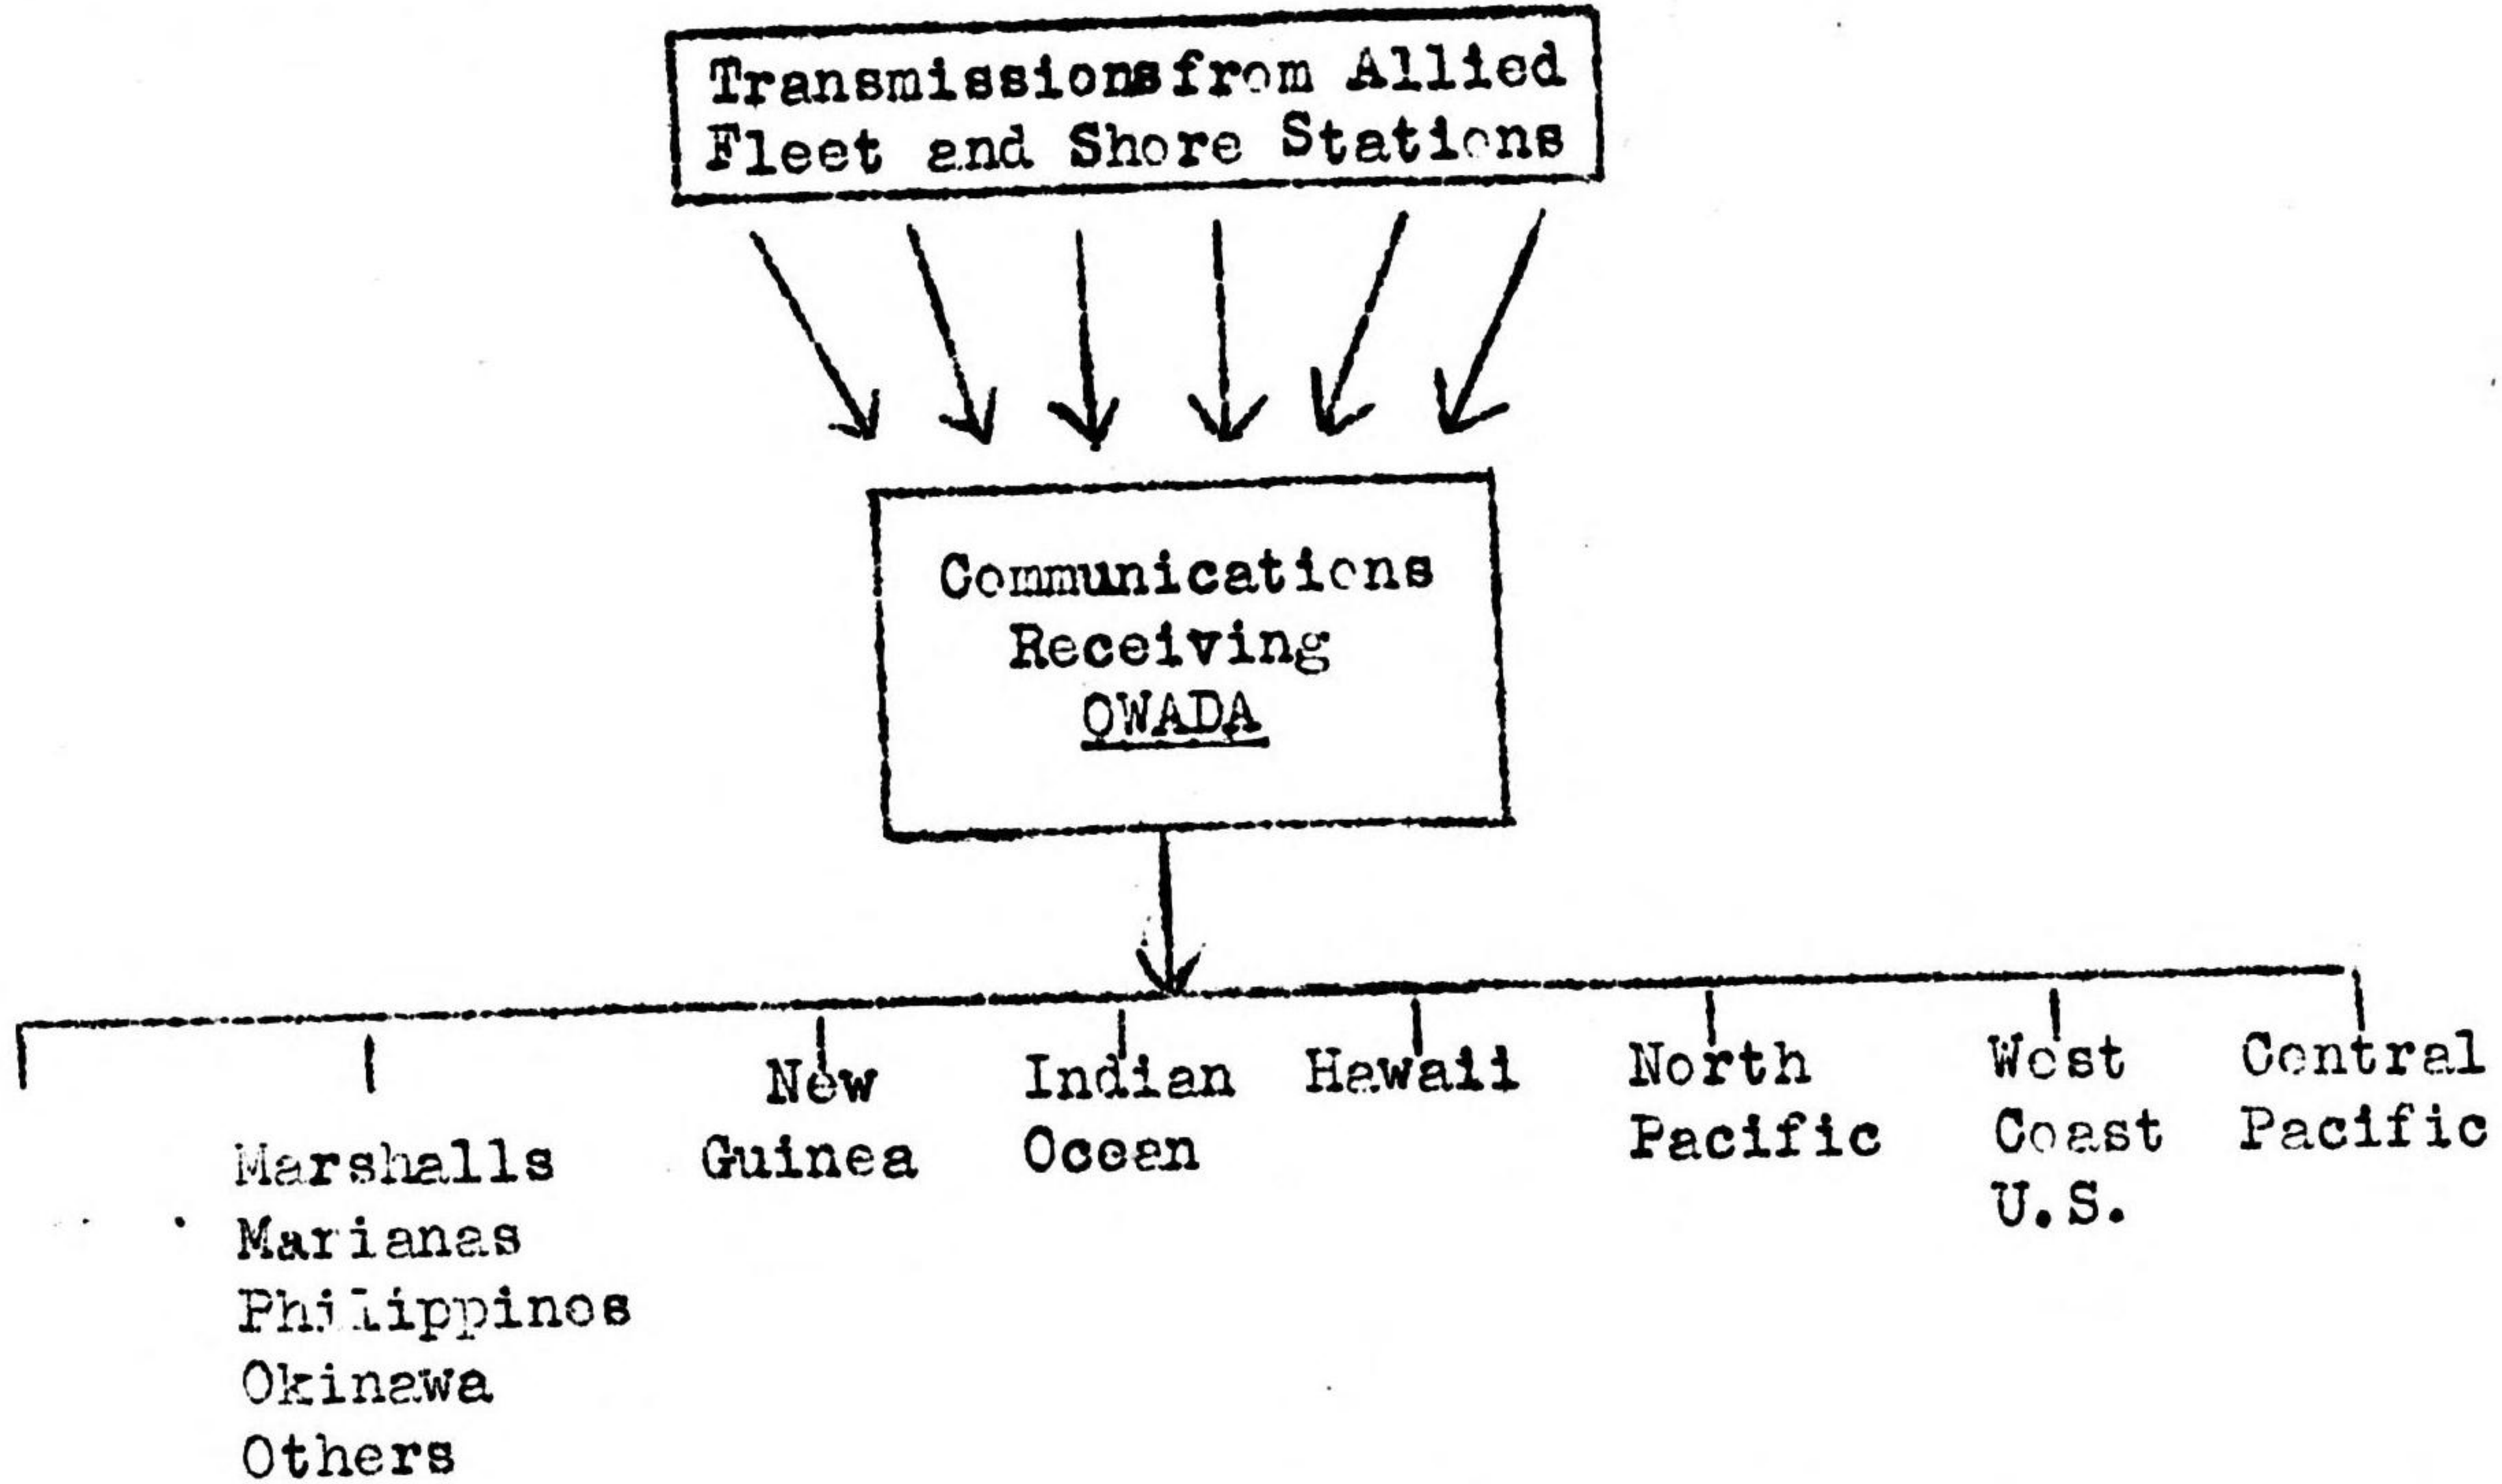 Transmissions from Allied
Fleet and Shore Stations
Communications
Receiving
OWADA
Marshalls
Marianas
Philippines
Okinawa
Others
New
Guinea
Indian
Ocean
Hawaii
North
Pacific
West
Coast
U.S.
Central
Pacific